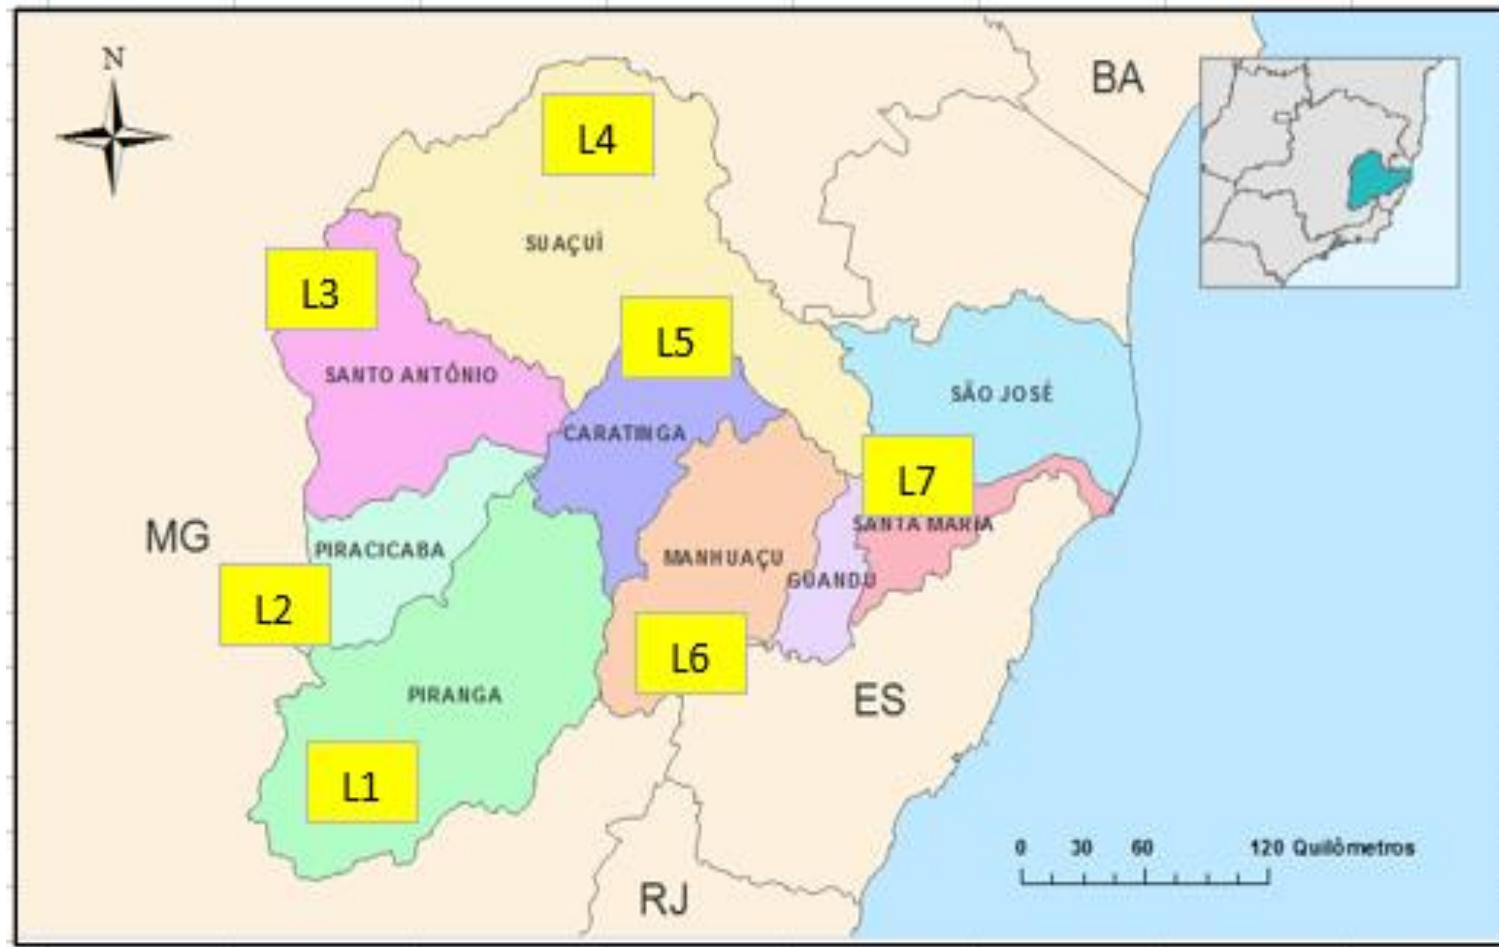 N
BA
L4
SUAÇUÍ
L3
L5
SANTO ANTÔNIO
SÃO JOSÉ
CARATINGA
L7
SANTA MARIA
MG
PIRACICABA
MANHUAÇU
GUANDU
L2
L6
PIRANGA
ES
L1
0 30 60 120 Quilômetros
RJ